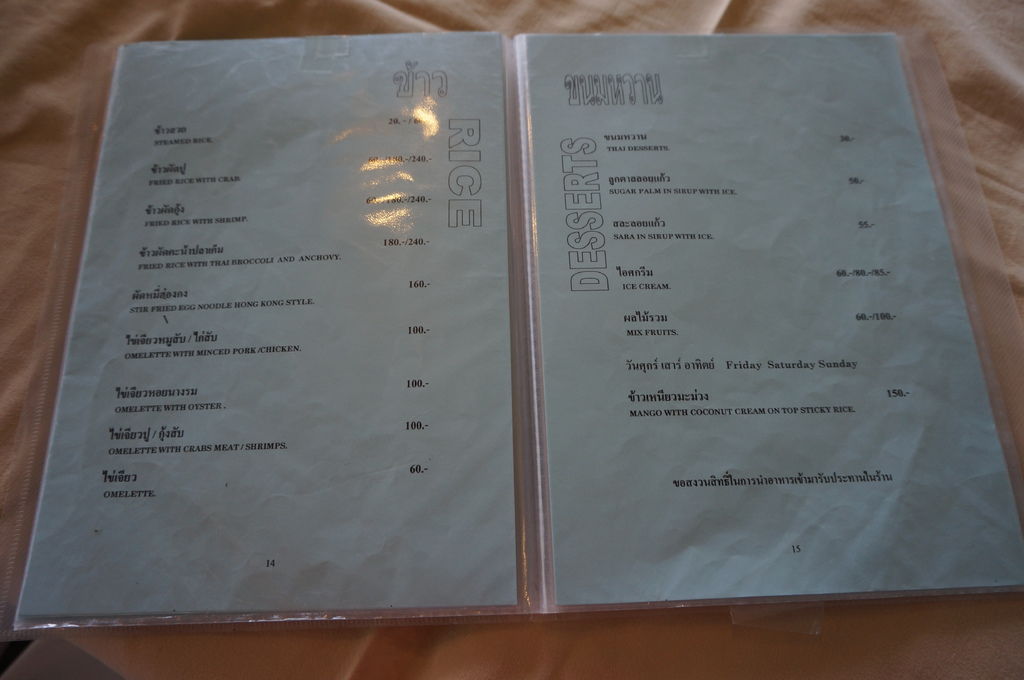 ข้าว
RICE
ข้าวสวย 20.-/
STEAMED RICE.
ข้าวผัดปู 60.-/180.-/240.-
FRIED RICE WITH CRAB.
ข้าวผัดกุ้ง 60.-/180.-/240.-
FRIED RICE WITH SHRIMP.
ข้าวผัดคะน้าปลาเค็ม 180.-/240.-
FRIED RICE WITH THAI BROCCOLI AND ANCHOVY.
ผัดหมี่ฮ่องกง 160.-
STIR FRIED EGG NOODLE HONG KONG STYLE.
ไข่เจียวหมูสับ / ไก่สับ 100.-
OMELETTE WITH MINCED PORK /CHICKEN.
ไข่เจียวหอยนางรม 100.-
OMELETTE WITH OYSTER .
ไข่เจียวปู / กุ้งสับ 100.-
OMELETTE WITH CRABS MEAT / SHRIMPS.
ไข่เจียว 60.-
OMELETTE.
14
ขนมหวาน
DESSERTS
ขนมหวาน 30.-
THAI DESSERTS.
ลูกตาลลอยแก้ว 50.-
SUGAR PALM IN SIRUP WITH ICE.
สละลอยแก้ว 55.-
SARA IN SIRUP WITH ICE.
ไอศกรีม 60.-/80.-/85.-
ICE CREAM.
ผลไม้รวม 60.-/100.-
MIX FRUITS.
วันศุกร์ เสาร์ อาทิตย์ Friday Saturday Sunday
ข้าวเหนียวมะม่วง 150.-
MANGO WITH COCONUT CREAM ON TOP STICKY RICE.
ขอสงวนสิทธิ์ในการนำอาหารเข้ามารับประทานในร้าน
15